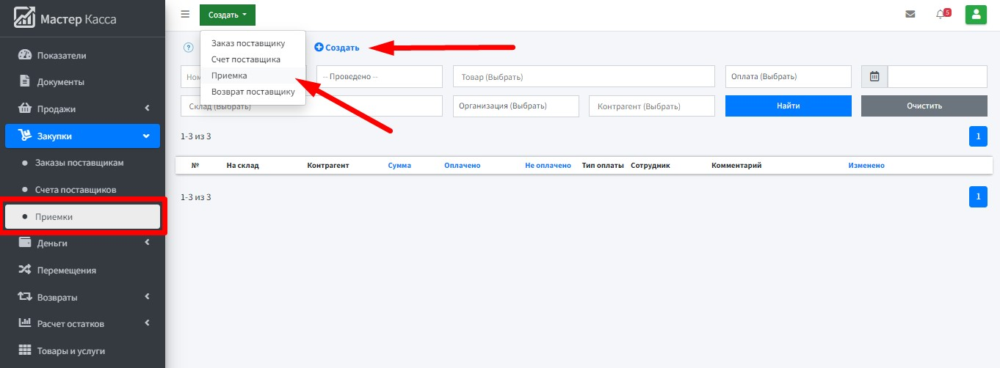 Мастер Касса
Показатели
Документы
Продажи
Закупки
Заказы поставщикам
Счета поставщиков
Приемки
Деньги
Перемещения
Возвраты
Расчет остатков
Товары и услуги
Создать
5
Заказ поставщику
Счет поставщика
Приемка
Возврат поставщику
?
Создать
Ном
-- Проведено --
Товар (Выбрать)
Оплата (Выбрать)
Склад (Выбрать)
Организация (Выбрать)
Контрагент (Выбрать)
Найти
Очистить
1-3 из 3
1
№ На склад Контрагент Сумма Оплачено Не оплачено Тип оплаты Сотрудник Комментарий Изменено
1-3 из 3
1